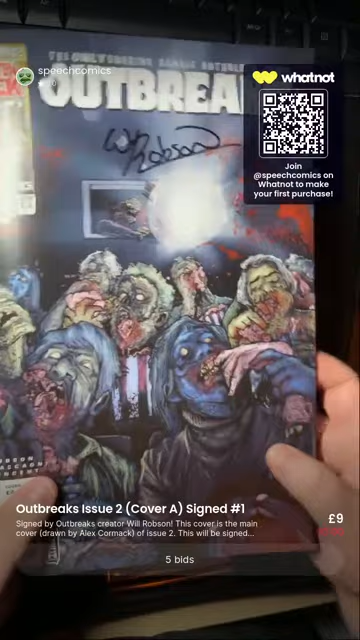 speechcomics
OUTBREA
Will Robson
whatnot
Join
@speechcomics on
Whatnot to make
your first purchase!
Outbreaks Issue 2 (Cover A) Signed #1
£9
Signed by Outbreaks creator Will Robson! This cover is the main
cover (drawn by Alex Cormack) of issue 2. This will be signed...
5 bids